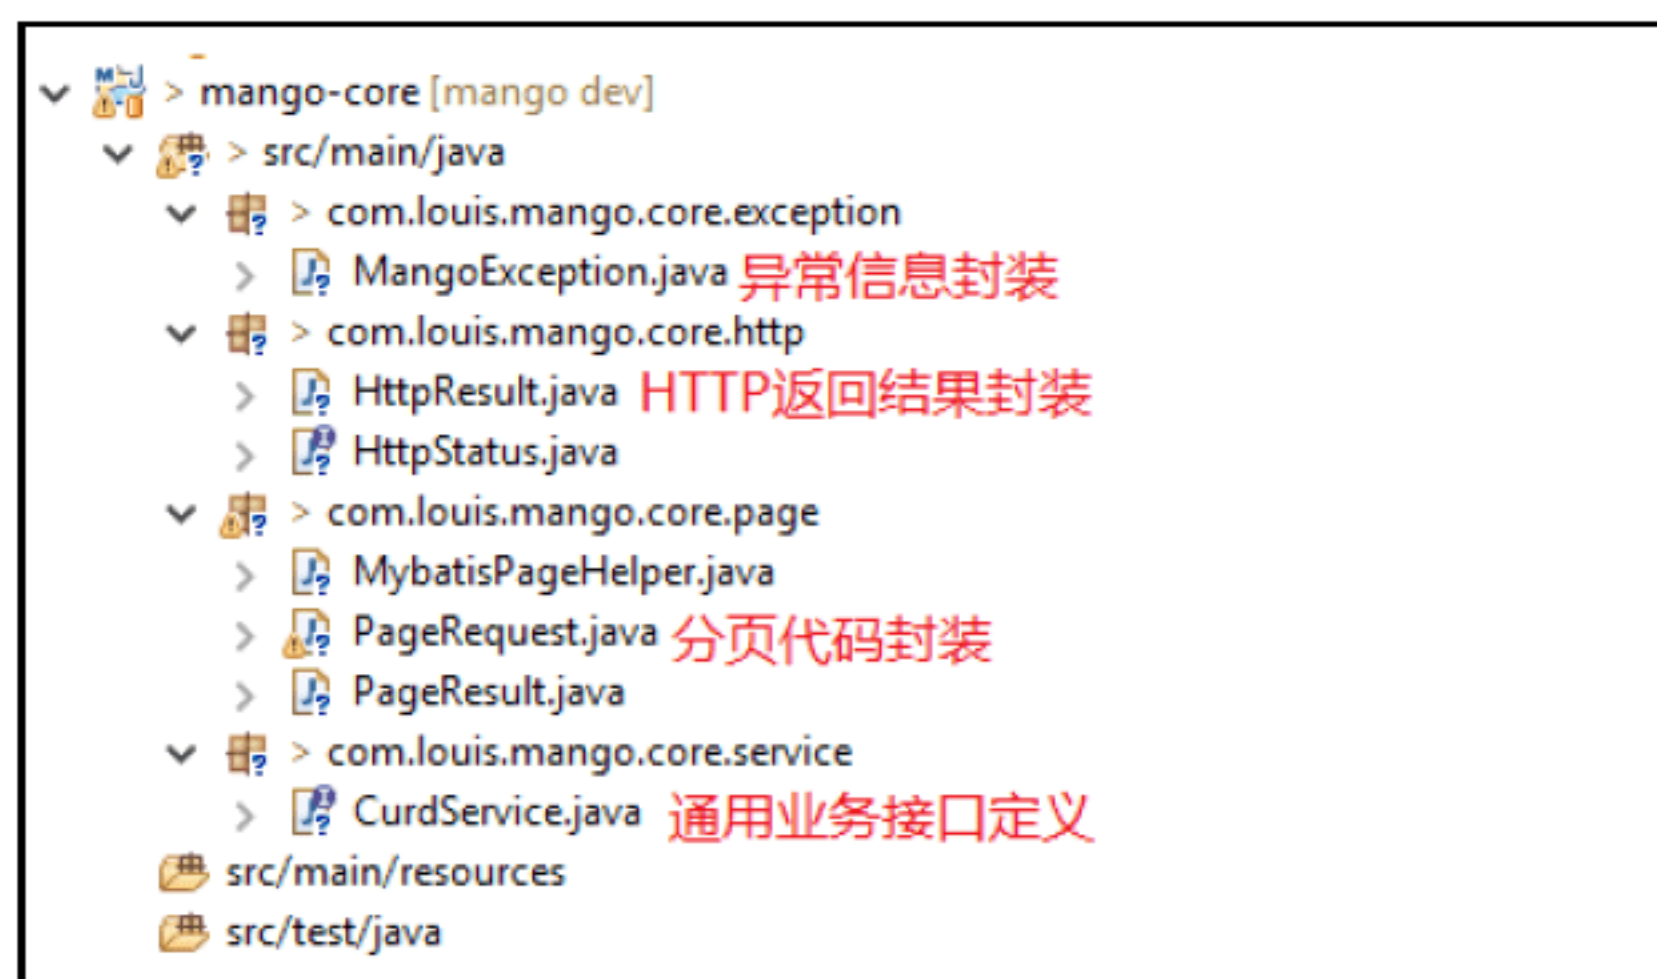 > mango-core [mango dev]
> src/main/java
> com.louis.mango.core.exception
MangoException.java 异常信息封装
> com.louis.mango.core.http
HttpResult.java HTTP返回结果封装
HttpStatus.java
> com.louis.mango.core.page
MybatisPageHelper.java
PageRequest.java 分页代码封装
PageResult.java
> com.louis.mango.core.service
CurdService.java 通用业务接口定义
src/main/resources
src/test/java